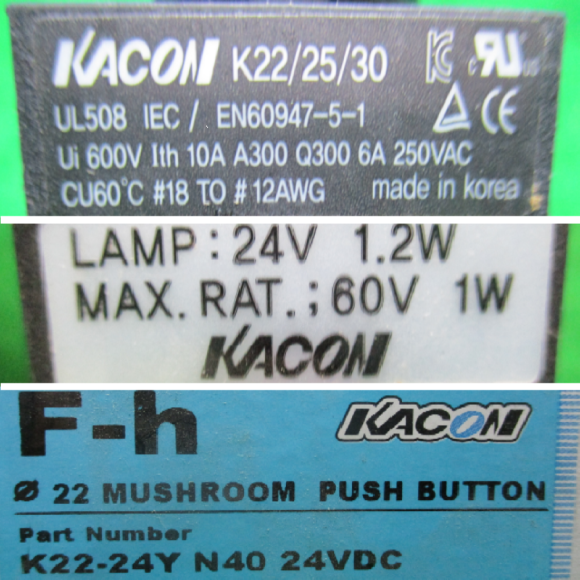 KACON K22/25/30
UL508 IEC / EN60947-5-1
Ui 600V Ith 10A A300 Q300 6A 250VAC
CU60°C #18 TO #12AWG made in korea
LAMP : 24V 1.2W
MAX. RAT. ; 60V 1W
KACON
F-h KACON
Ø 22 MUSHROOM PUSH BUTTON
Part Number
K22-24Y N40 24VDC